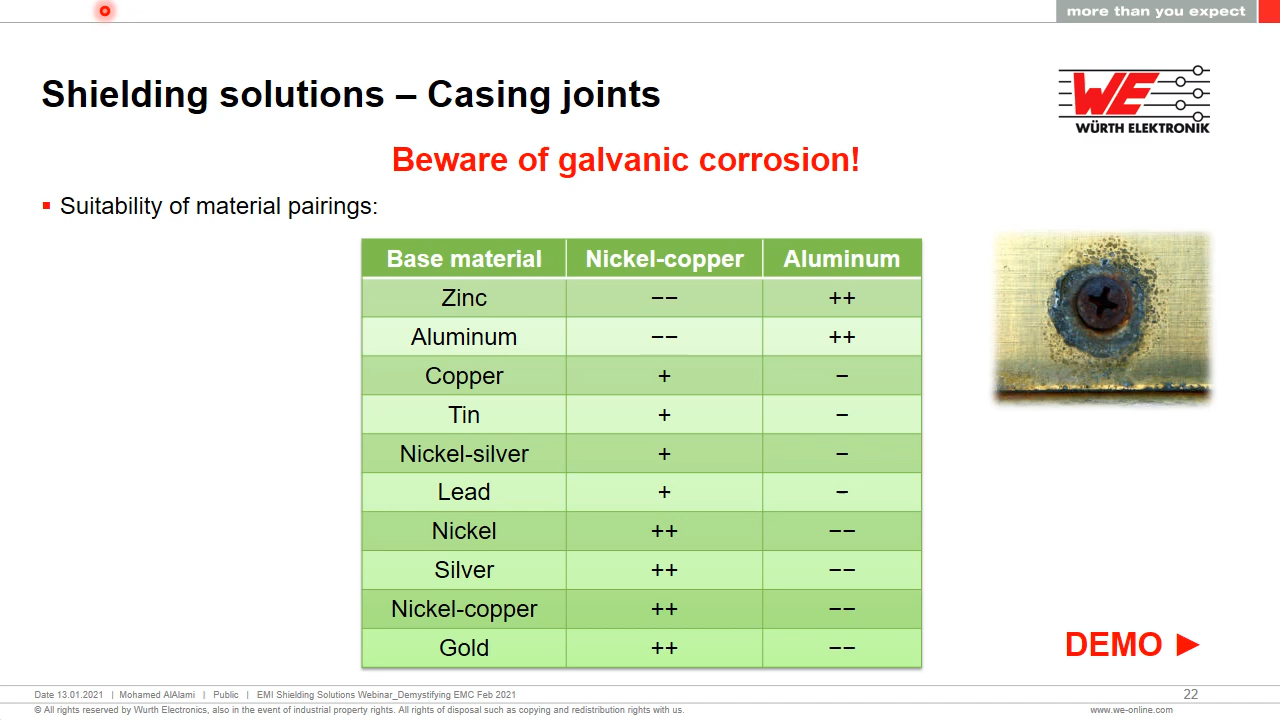 more than you expect
Shielding solutions – Casing joints
WE
WÜRTH ELEKTRONIK
Beware of galvanic corrosion!
Suitability of material pairings:
Base material Nickel-copper Aluminum
Zinc −− ++
Aluminum −− ++
Copper + −
Tin + −
Nickel-silver + −
Lead + −
Nickel ++ −−
Silver ++ −−
Nickel-copper ++ −−
Gold ++ −−
DEMO ►
Date 13.01.2021 | Mohamed AlAlami | Public | EMI Shielding Solutions Webinar_Demystifying EMC Feb 2021 22
© All rights reserved by Wurth Electronics, also in the event of industrial property rights. All rights of disposal such as copying and redistribution rights with us. www.we-online.com